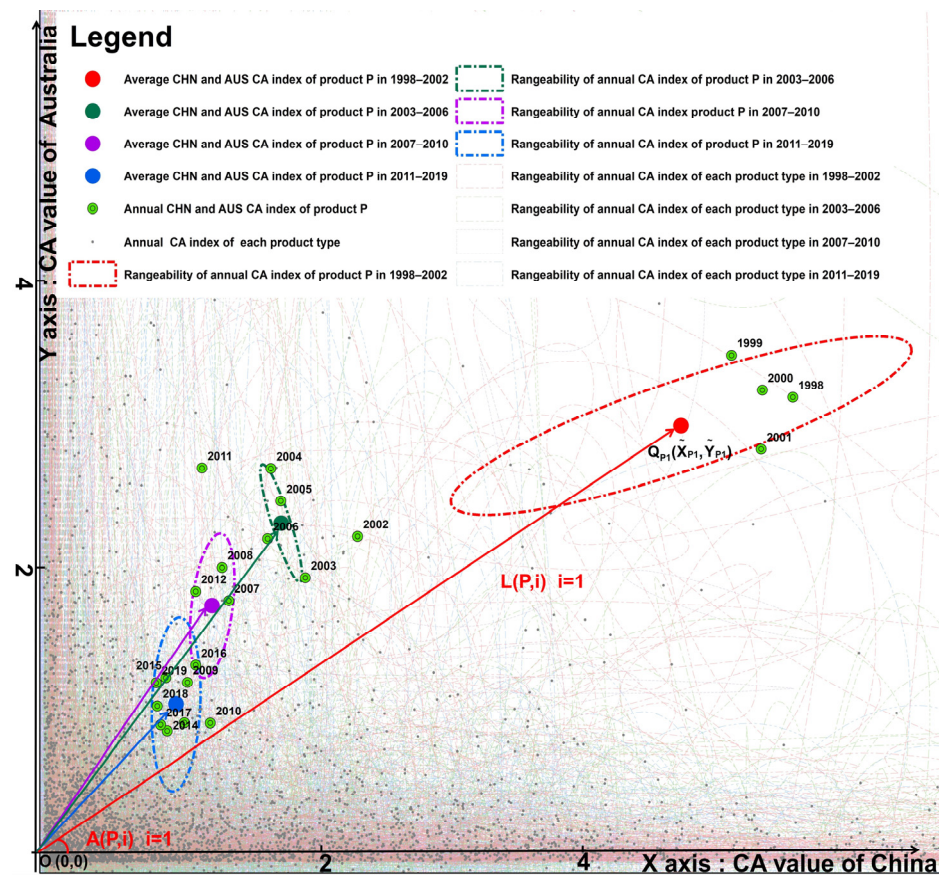 Legend
Average CHN and AUS CA index of product P in 1998–2002
Average CHN and AUS CA index of product P in 2003–2006
Average CHN and AUS CA index of product P in 2007–2010
Average CHN and AUS CA index of product P in 2011–2019
Annual CHN and AUS CA index of product P
Annual CA index of each product type
Rangeability of annual CA index of product P in 1998–2002
Rangeability of annual CA index of product P in 2003–2006
Rangeability of annual CA index product P in 2007–2010
Rangeability of annual CA index of product P in 2011–2019
Rangeability of annual CA index of each product type in 1998–2002
Rangeability of annual CA index of each product type in 2003–2006
Rangeability of annual CA index of each product type in 2007–2010
Rangeability of annual CA index of each product type in 2011–2019
Y axis : CA value of Australia
4
2
1999
2000
1998
2001
Q_P1(X̃_P1,Ỹ_P1)
2011
2004
2005
2006
2002
2003
2008
2012
2007
L(P,i) i=1
2016
2015
2019
2009
2018
2017
2010
2014
A(P,i) i=1
O (0,0)
2
4
X axis : CA value of China